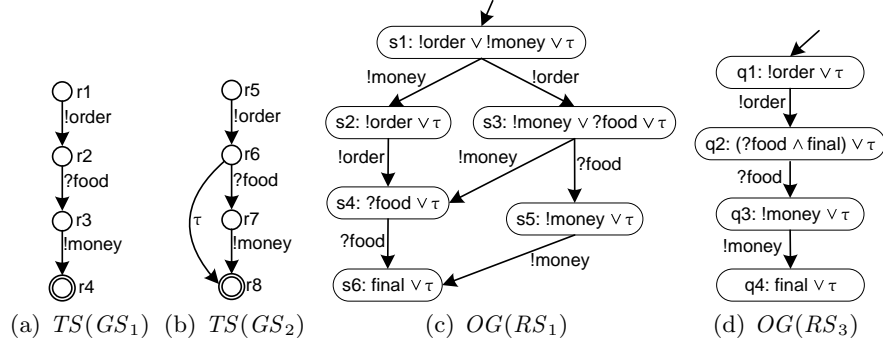 r1
!order
r2
?food
r3
!money
r4
(a) TS(GS₁)
r5
!order
r6
τ
?food
r7
!money
r8
(b) TS(GS₂)
s1: !order ∨ !money ∨ τ
!money
!order
s2: !order ∨ τ
s3: !money ∨ ?food ∨ τ
!order
!money
?food
s4: ?food ∨ τ
s5: !money ∨ τ
?food
!money
s6: final ∨ τ
(c) OG(RS₁)
q1: !order ∨ τ
!order
q2: (?food ∧ final) ∨ τ
?food
q3: !money ∨ τ
!money
q4: final ∨ τ
(d) OG(RS₃)